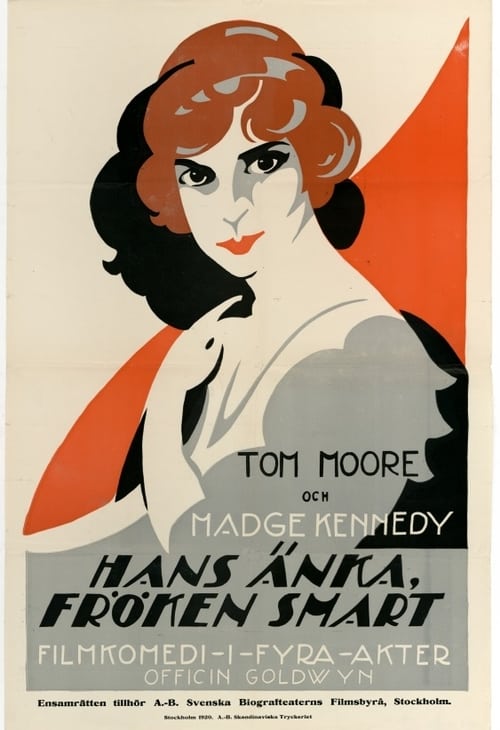 TOM MOORE
OCH
MADGE KENNEDY
HANS ÄNKA,
FRÖKEN SMART
FILMKOMEDI-I-FYRA-AKTER
OFFICIN GOLDWYN
Ensamrätten tillhör A.-B. Svenska Biografteaterns Filmsbyrå, Stockholm.
Stockholm 1920. A.-B. Skandinaviska Tryckeriet